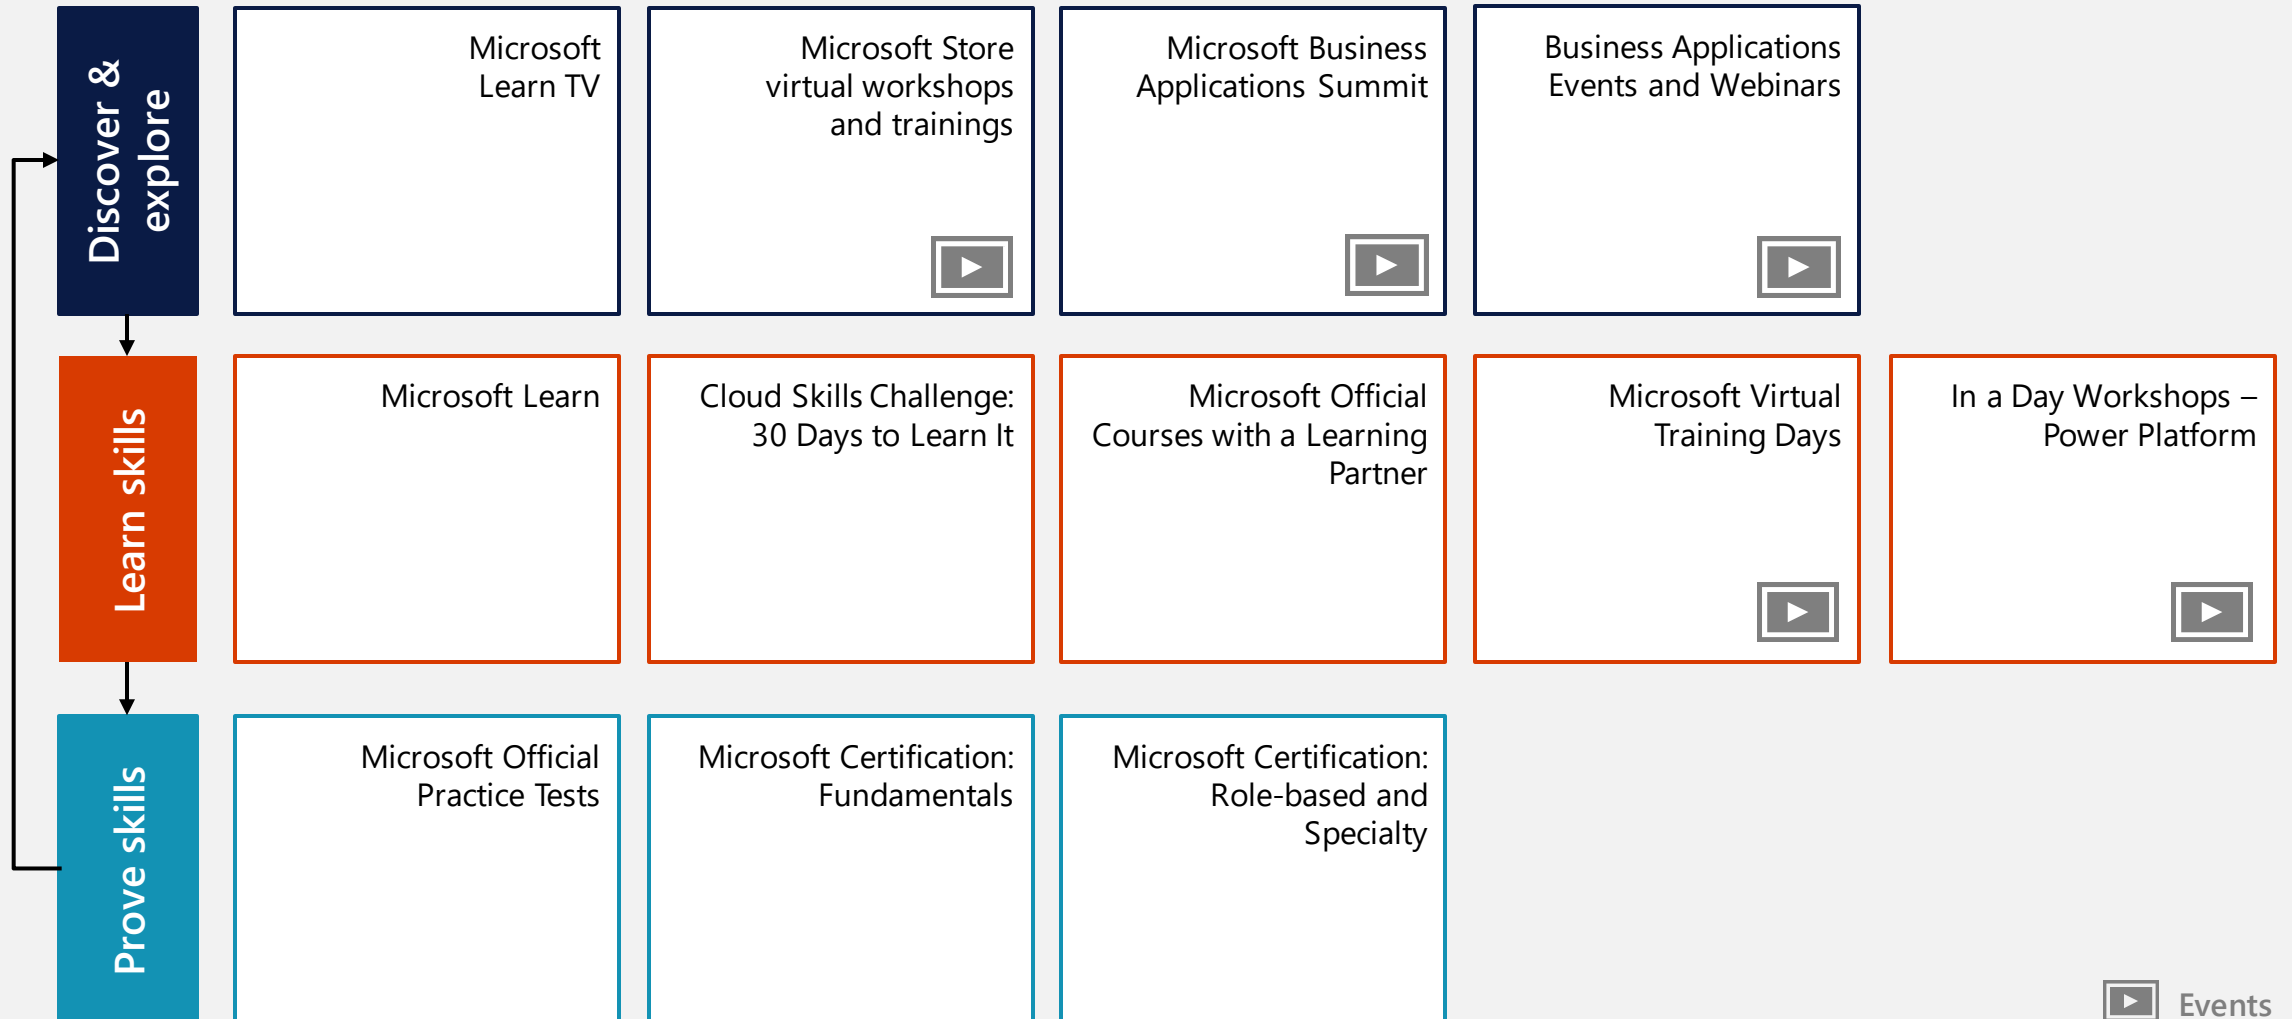 Discover &
explore
Microsoft
Learn TV
Microsoft Store
virtual workshops
and trainings
Microsoft Business
Applications Summit
Business Applications
Events and Webinars
Learn skills
Microsoft Learn
Cloud Skills Challenge:
30 Days to Learn It
Microsoft Official
Courses with a Learning
Partner
Microsoft Virtual
Training Days
In a Day Workshops –
Power Platform
Prove skills
Microsoft Official
Practice Tests
Microsoft Certification:
Fundamentals
Microsoft Certification:
Role-based and
Specialty
Events